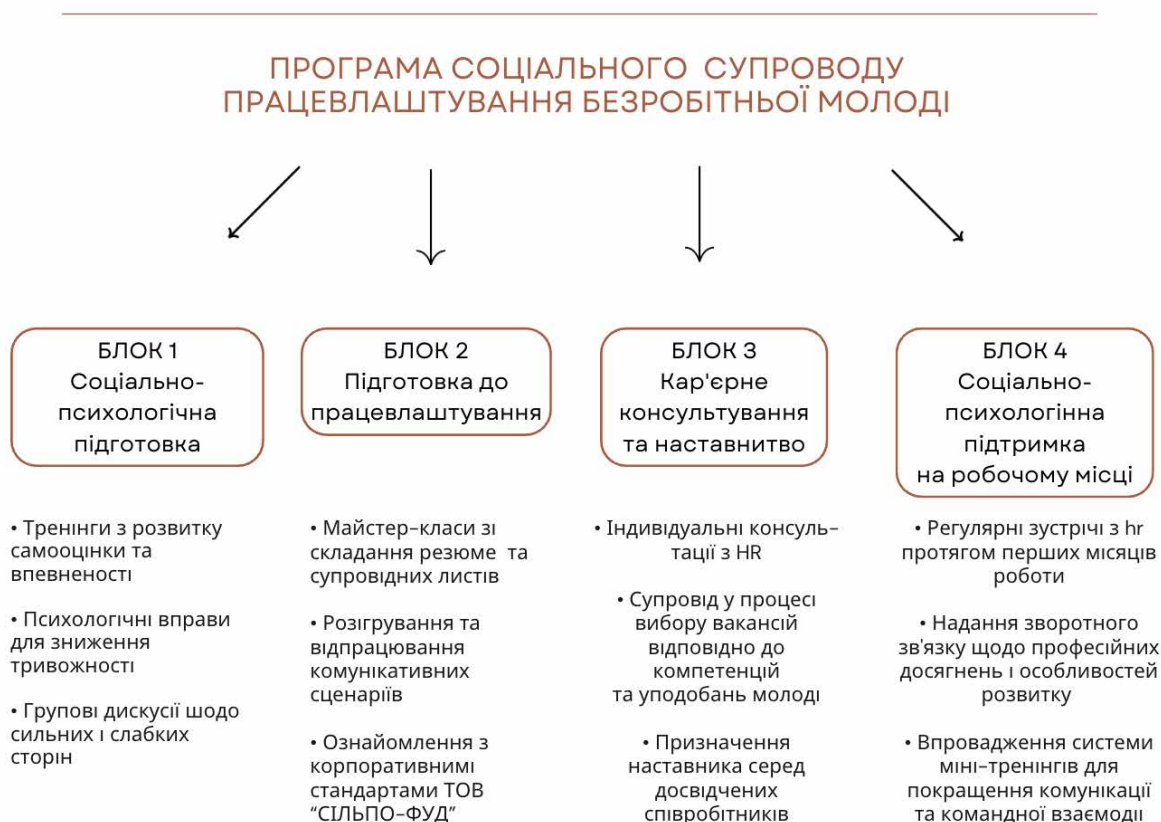 ПРОГРАМА СОЦІАЛЬНОГО СУПРОВОДУ
ПРАЦЕВЛАШТУВАННЯ БЕЗРОБІТНЬОЇ МОЛОДІ
БЛОК 1
Соціально-
психологічна
підготовка
• Тренінги з розвитку
самооцінки та
впевненості
• Психологічні вправи
для зниження
тривожності
• Групові дискусії шодо
сильних і слабких
сторін
БЛОК 2
Підготовка до
працевлаштування
• Майстер-класи зі
складання резюме та
супровідних листів
• Розігрування та
відпрацювання
комунікативних
сценаріїв
• Ознайомлення з
корпоративнимі
стандартами ТОВ
“СІЛЬПО-ФУД”
БЛОК 3
Кар'єрне
консультування
та наставнитво
• Індивідуальні консуль-
тації з HR
• Супровід у процесі
вибору вакансій
відповідно до
компетенцій
та уподобань молоді
• Призначення
наставника серед
досвідчених
співробітників
БЛОК 4
Соціально-
психологінна
підтримка
на робочому місці
• Регулярні зустрічі з hr
протягом перших місяців
роботи
• Надання зворотного
зв'язку щодо професійних
досягнень і особливостей
розвитку
• Впровадження системи
міні-тренінгів для
покращення комунікації
та командної взаємодії